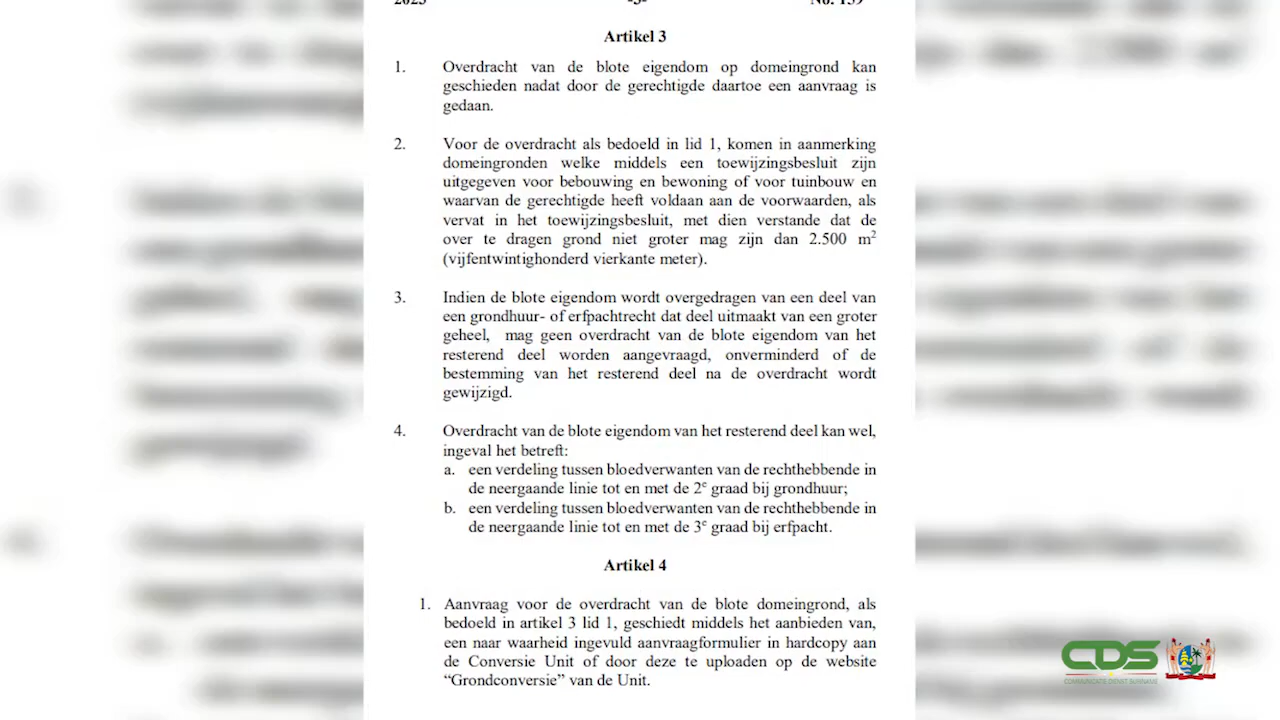 2023 -3- No. 159
Artikel 3
1. Overdracht van de blote eigendom op domeingrond kan
geschieden nadat door de gerechtigde daartoe een aanvraag is
gedaan.
2. Voor de overdracht als bedoeld in lid 1, komen in aanmerking
domeingronden welke middels een toewijzingsbesluit zijn
uitgegeven voor bebouwing en bewoning of voor tuinbouw en
waarvan de gerechtigde heeft voldaan aan de voorwaarden, als
vervat in het toewijzingsbesluit, met dien verstande dat de
over te dragen grond niet groter mag zijn dan 2.500 m²
(vijfentwintighonderd vierkante meter).
3. Indien de blote eigendom wordt overgedragen van een deel van
een grondhuur- of erfpachtrecht dat deel uitmaakt van een groter
geheel, mag geen overdracht van de blote eigendom van het
resterend deel worden aangevraagd, onverminderd of de
bestemming van het resterend deel na de overdracht wordt
gewijzigd.
4. Overdracht van de blote eigendom van het resterend deel kan wel,
ingeval het betreft:
a. een verdeling tussen bloedverwanten van de rechthebbende in
de neergaande linie tot en met de 2ᵉ graad bij grondhuur;
b. een verdeling tussen bloedverwanten van de rechthebbende in
de neergaande linie tot en met de 3ᵉ graad bij erfpacht.
Artikel 4
1. Aanvraag voor de overdracht van de blote domeingrond, als
bedoeld in artikel 3 lid 1, geschiedt middels het aanbieden van,
een naar waarheid ingevuld aanvraagformulier in hardcopy aan
de Conversie Unit of door deze te uploaden op de website
“Grondconversie” van de Unit.
CDS
COMMUNICATIE DIENST SURINAME